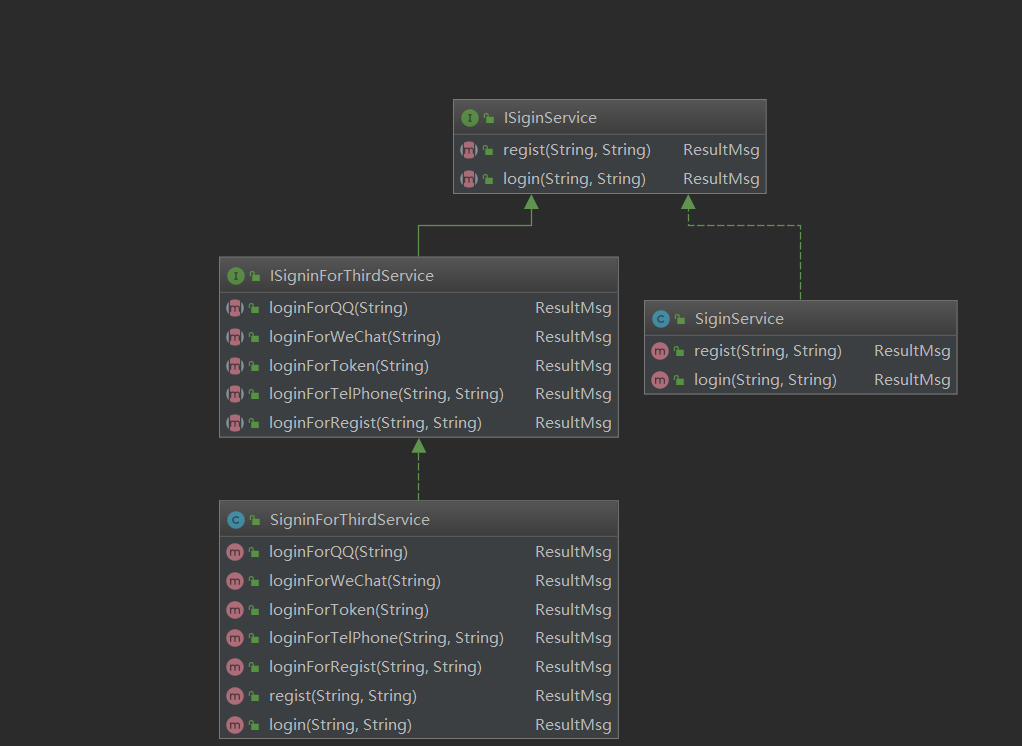 I ISiginService
m regist(String, String) ResultMsg
m login(String, String) ResultMsg
I ISigninForThirdService
m loginForQQ(String) ResultMsg
m loginForWeChat(String) ResultMsg
m loginForToken(String) ResultMsg
m loginForTelPhone(String, String) ResultMsg
m loginForRegist(String, String) ResultMsg
C SiginService
m regist(String, String) ResultMsg
m login(String, String) ResultMsg
C SigninForThirdService
m loginForQQ(String) ResultMsg
m loginForWeChat(String) ResultMsg
m loginForToken(String) ResultMsg
m loginForTelPhone(String, String) ResultMsg
m loginForRegist(String, String) ResultMsg
m regist(String, String) ResultMsg
m login(String, String) ResultMsg